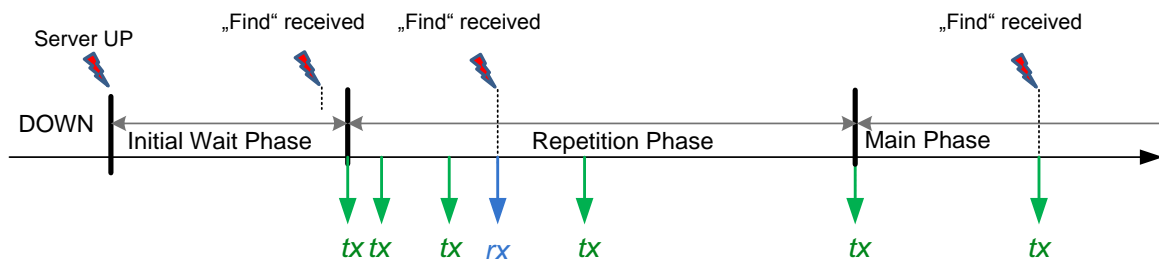 „Find“ received
„Find“ received
„Find“ received
Server UP
DOWN
Initial Wait Phase
Repetition Phase
Main Phase
tx
tx
tx
rx
tx
tx
tx